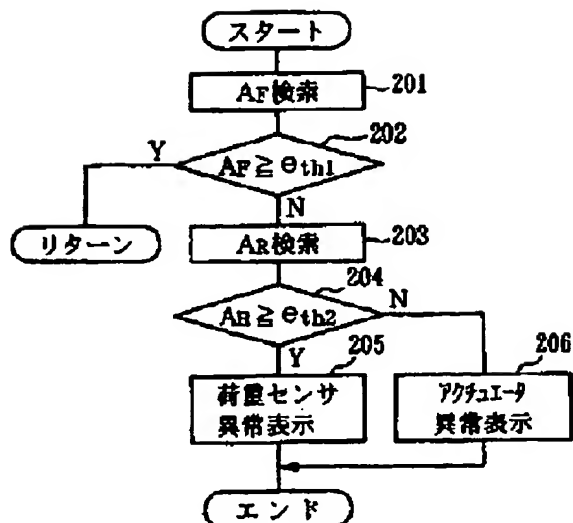 スタート
AF検索
201
202
Y
AF≧eth1
N
リターン
AR検索
203
204
N
AR≧eth2
Y
205
206
荷重センサ
異常表示
アクチュエータ
異常表示
エンド